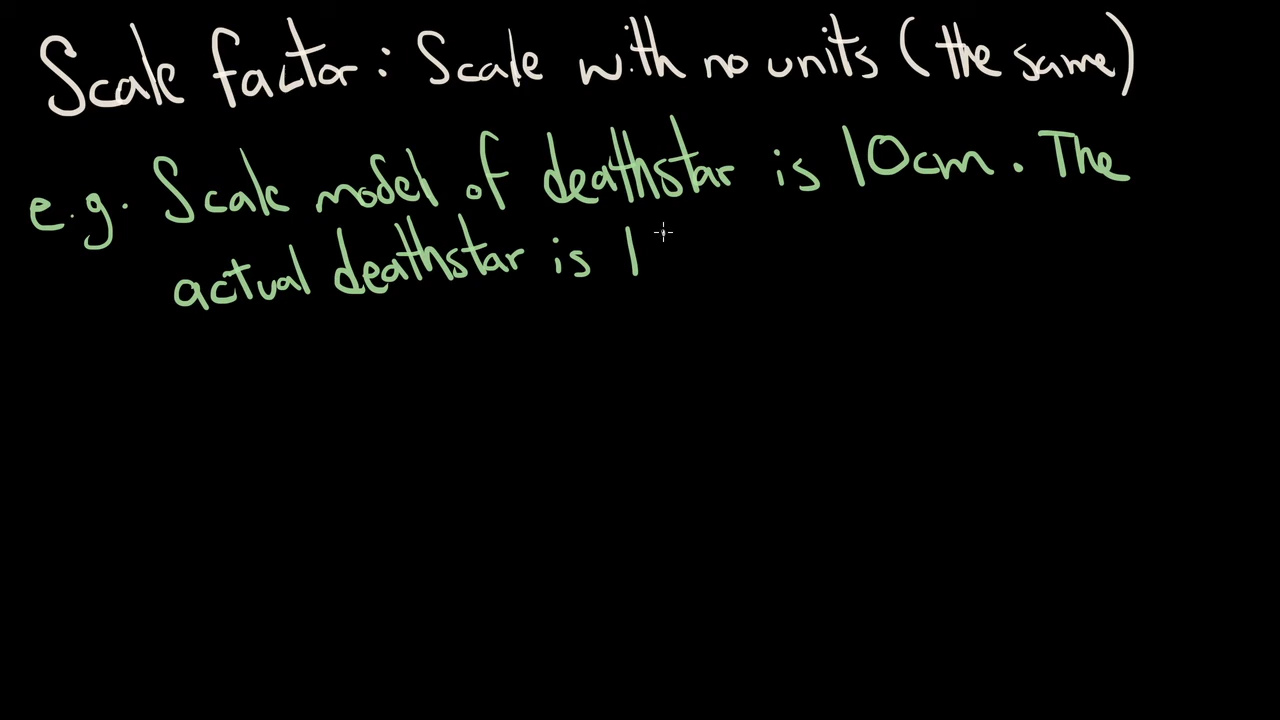 Scale factor: Scale with no units (the same)
e.g. Scale model of deathstar is 10cm. The
actual deathstar is 1